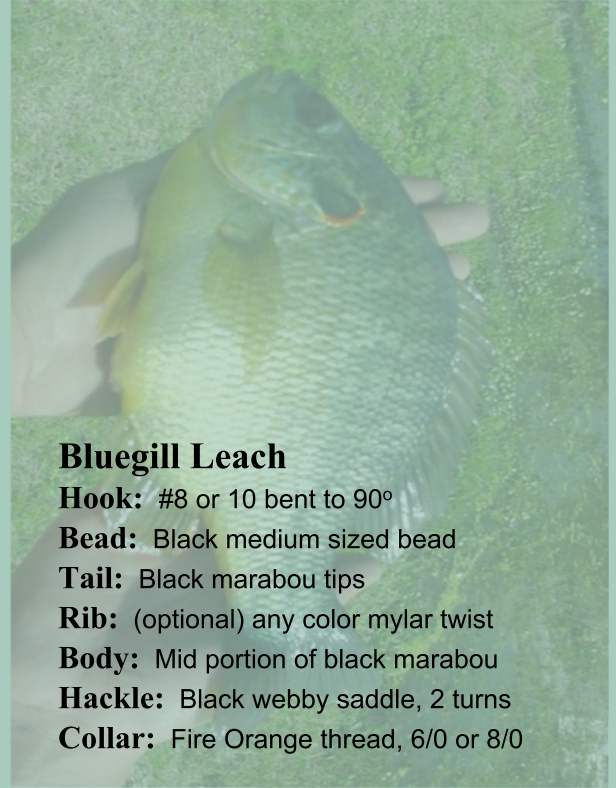 Bluegill Leach
Hook: #8 or 10 bent to 90º
Bead: Black medium sized bead
Tail: Black marabou tips
Rib: (optional) any color mylar twist
Body: Mid portion of black marabou
Hackle: Black webby saddle, 2 turns
Collar: Fire Orange thread, 6/0 or 8/0